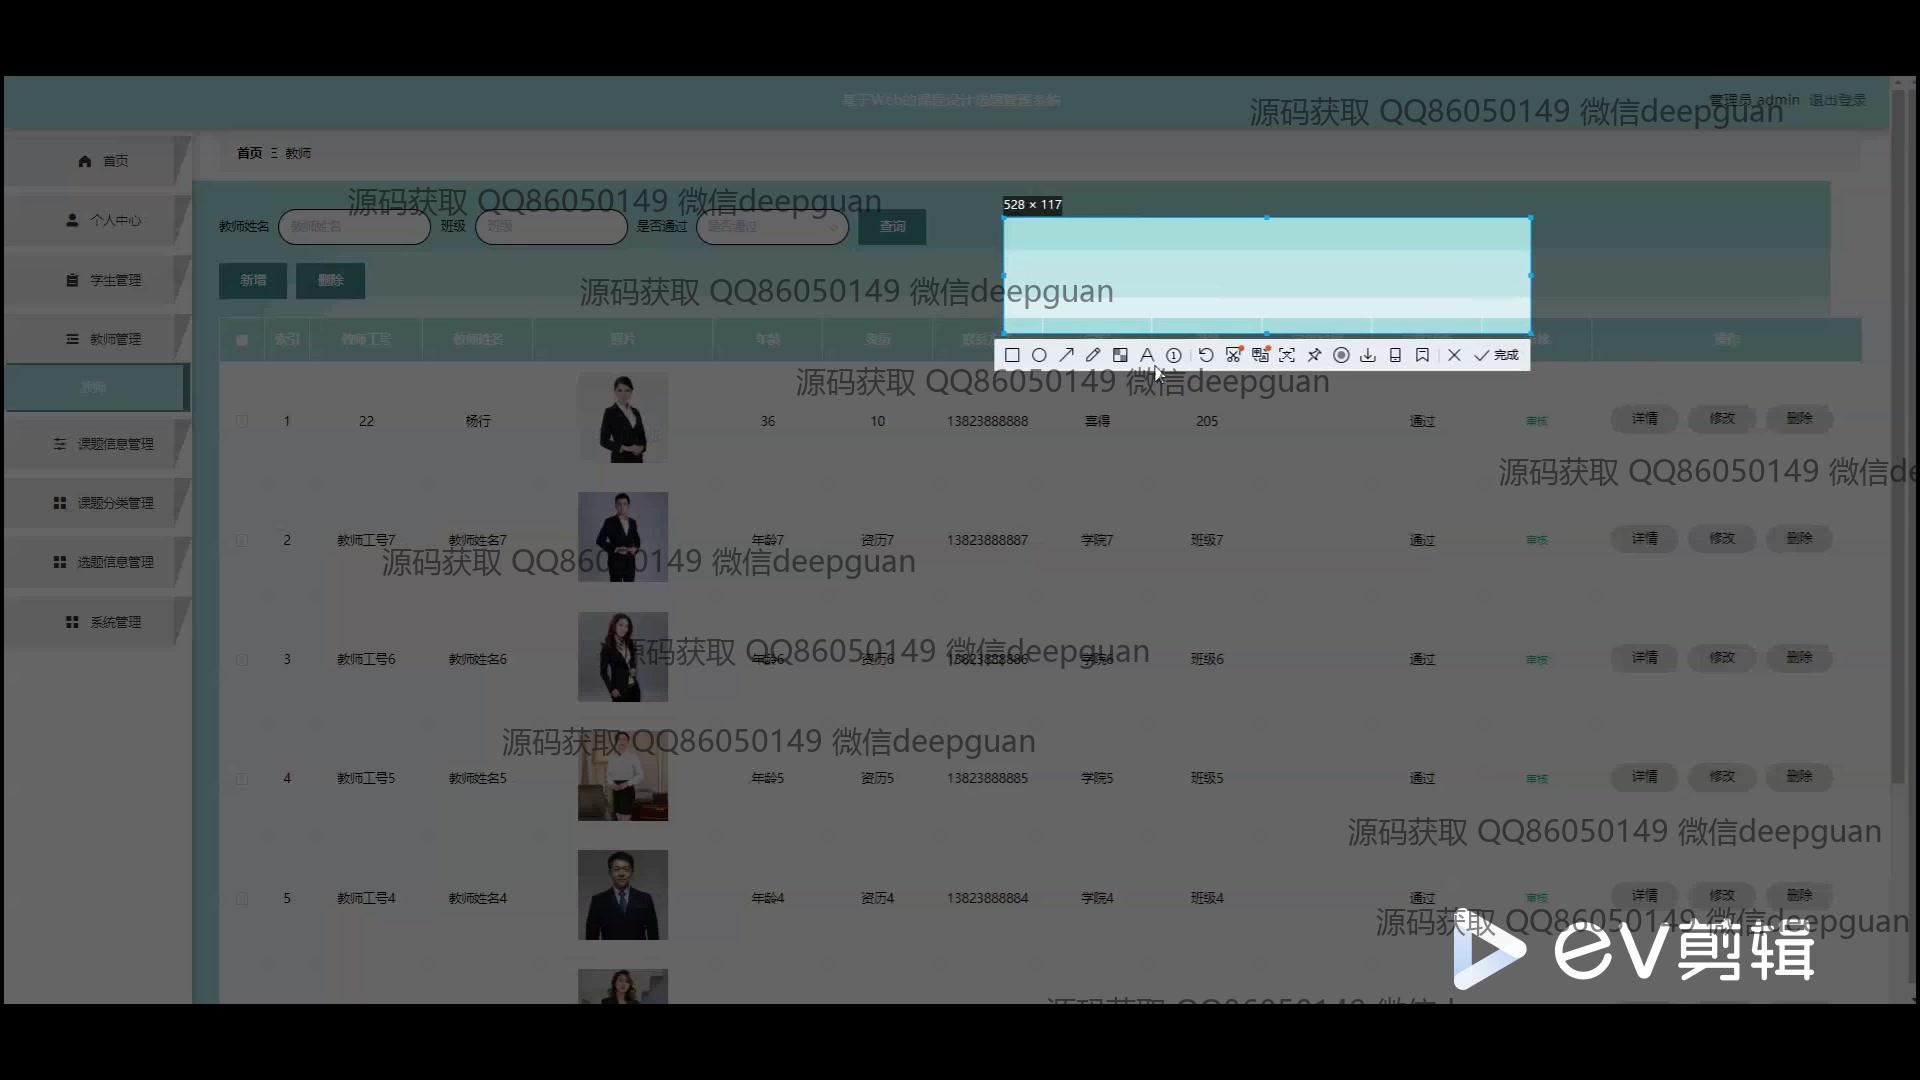 基于Web的课程设计选题管理系统
管理员 admin 退出登录
源码获取 QQ86050149 微信deepguan
首页
个人中心
学生管理
教师管理
教师
课题信息管理
课题分类管理
选题信息管理
系统管理
首页 Ξ 教师
源码获取 QQ86050149 微信deepguan
528 × 117
教师姓名 教师姓名 班级 班级 是否通过 是否通过 查询
新增 删除
源码获取 QQ86050149 微信deepguan
索引 教师工号 教师姓名 照片 年龄 资历 操作
完成
源码获取 QQ86050149 微信deepguan
1 22 杨行 36 10 13823888888 喜得 205 通过 审核 详情 修改 删除
源码获取 QQ86050149 微信de
2 教师工号7 教师姓名7 年龄7 资历7 13823888887 学院7 班级7 通过 审核 详情 修改 删除
源码获取 QQ86050149 微信deepguan
3 教师工号6 教师姓名6 年龄6 资历6 13823888886 学院6 班级6 通过 审核 详情 修改 删除
源码获取 QQ86050149 微信deepguan
源码获取 QQ86050149 微信deepguan
4 教师工号5 教师姓名5 年龄5 资历5 13823888885 学院5 班级5 通过 审核 详情 修改 删除
源码获取 QQ86050149 微信deepguan
5 教师工号4 教师姓名4 年龄4 资历4 13823888884 学院4 班级4 通过 审核 详情 修改 删除
源码获取 QQ86050149 微信deepguan
ev剪辑